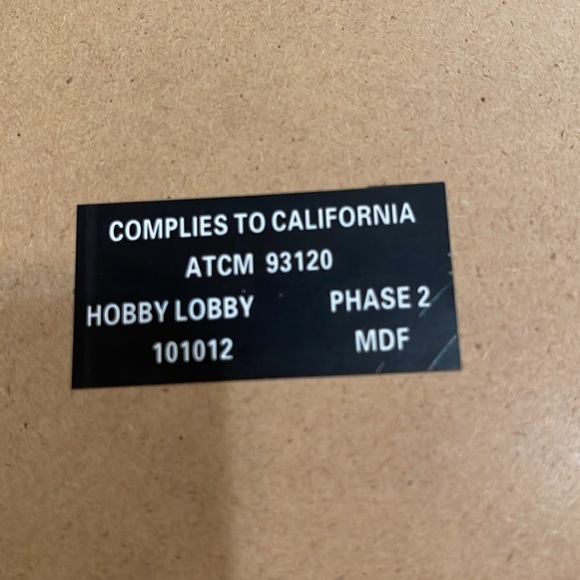 COMPLIES TO CALIFORNIA
ATCM 93120
HOBBY LOBBY PHASE 2
101012 MDF